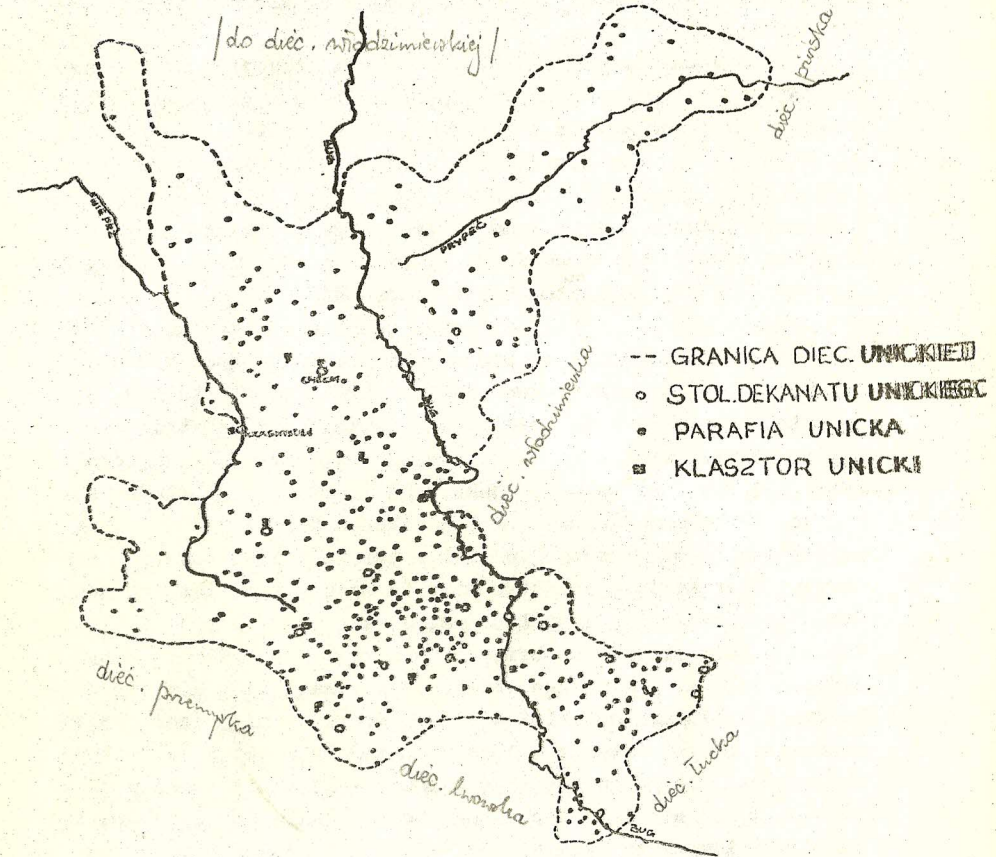 /do diec. włodzimierskiej/
diec. pińska
BUG
WIEPRZ
PRYPEĆ
-- GRANICA DIEC. UNICKIEJ
STOL.DEKANATU UNICKIEGO
PARAFIA UNICKA
KLASZTOR UNICKI
CHEŁM
BUG
diec. włodzimierska
diec. przemyska
diec. lwowska
diec. łucka
BUG